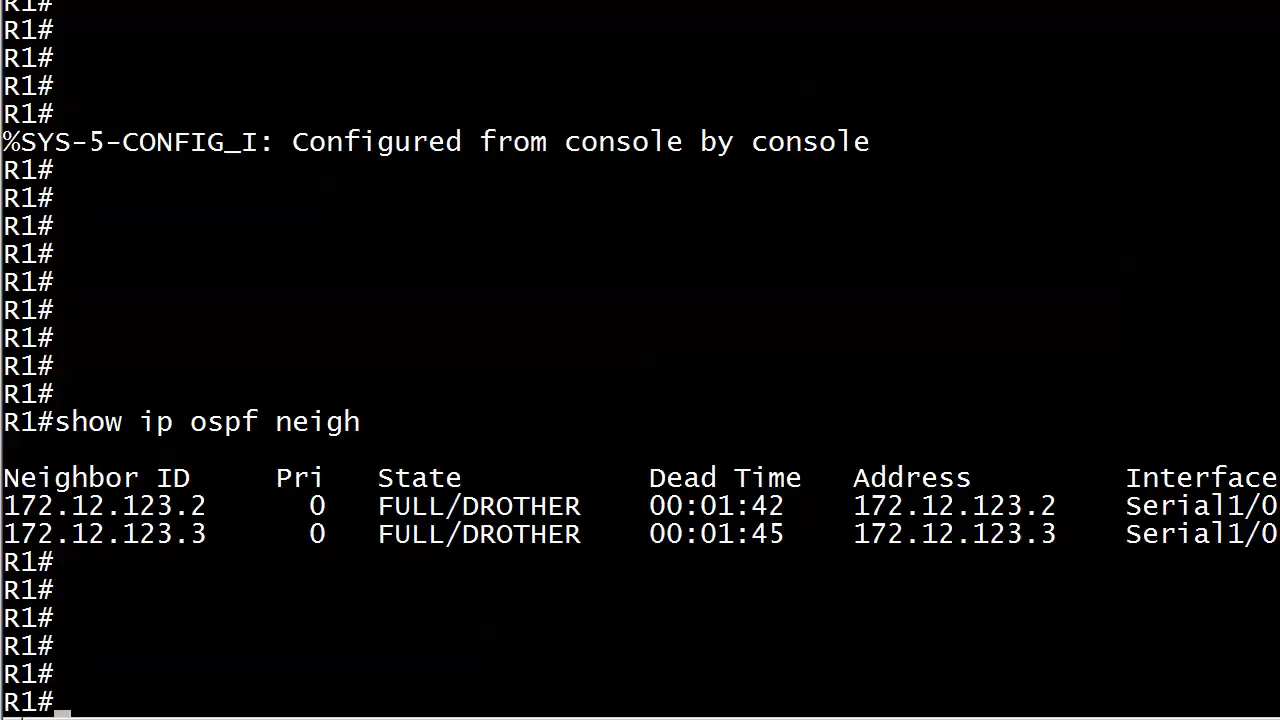 R1#
R1#
R1#
R1#
R1#
%SYS-5-CONFIG_I: Configured from console by console
R1#
R1#
R1#
R1#
R1#
R1#
R1#
R1#
R1#
R1#show ip ospf neigh
Neighbor ID Pri State Dead Time Address Interface
172.12.123.2 0 FULL/DROTHER 00:01:42 172.12.123.2 Serial1/0
172.12.123.3 0 FULL/DROTHER 00:01:45 172.12.123.3 Serial1/0
R1#
R1#
R1#
R1#
R1#
R1#